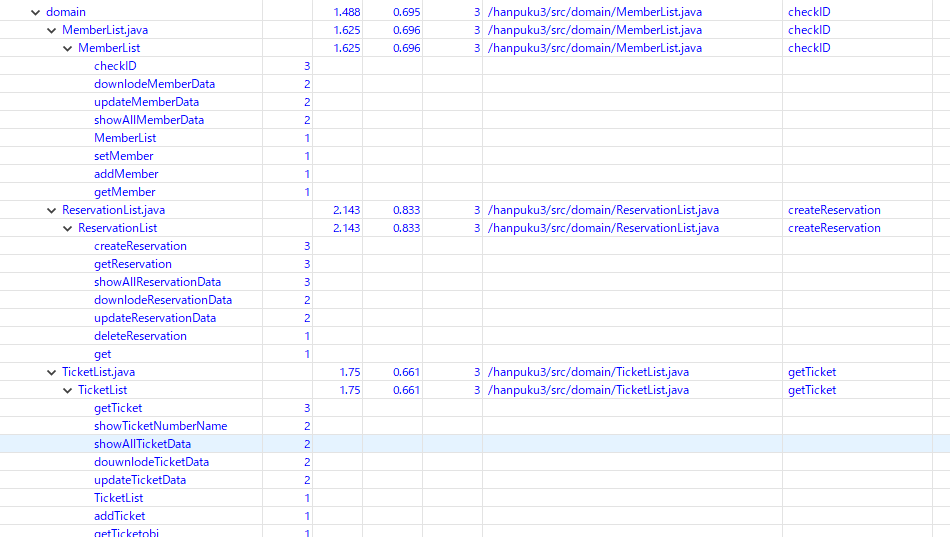 domain 1.488 0.695 3 /hanpuku3/src/domain/MemberList.java checkID
MemberList.java 1.625 0.696 3 /hanpuku3/src/domain/MemberList.java checkID
MemberList 1.625 0.696 3 /hanpuku3/src/domain/MemberList.java checkID
checkID 3
downlodeMemberData 2
updateMemberData 2
showAllMemberData 2
MemberList 1
setMember 1
addMember 1
getMember 1
ReservationList.java 2.143 0.833 3 /hanpuku3/src/domain/ReservationList.java createReservation
ReservationList 2.143 0.833 3 /hanpuku3/src/domain/ReservationList.java createReservation
createReservation 3
getReservation 3
showAllReservationData 3
downlodeReservationData 2
updateReservationData 2
deleteReservation 1
get 1
TicketList.java 1.75 0.661 3 /hanpuku3/src/domain/TicketList.java getTicket
TicketList 1.75 0.661 3 /hanpuku3/src/domain/TicketList.java getTicket
getTicket 3
showTicketNumberName 2
showAllTicketData 2
douwnlodeTicketData 2
updateTicketData 2
TicketList 1
addTicket 1
getTicketobj 1